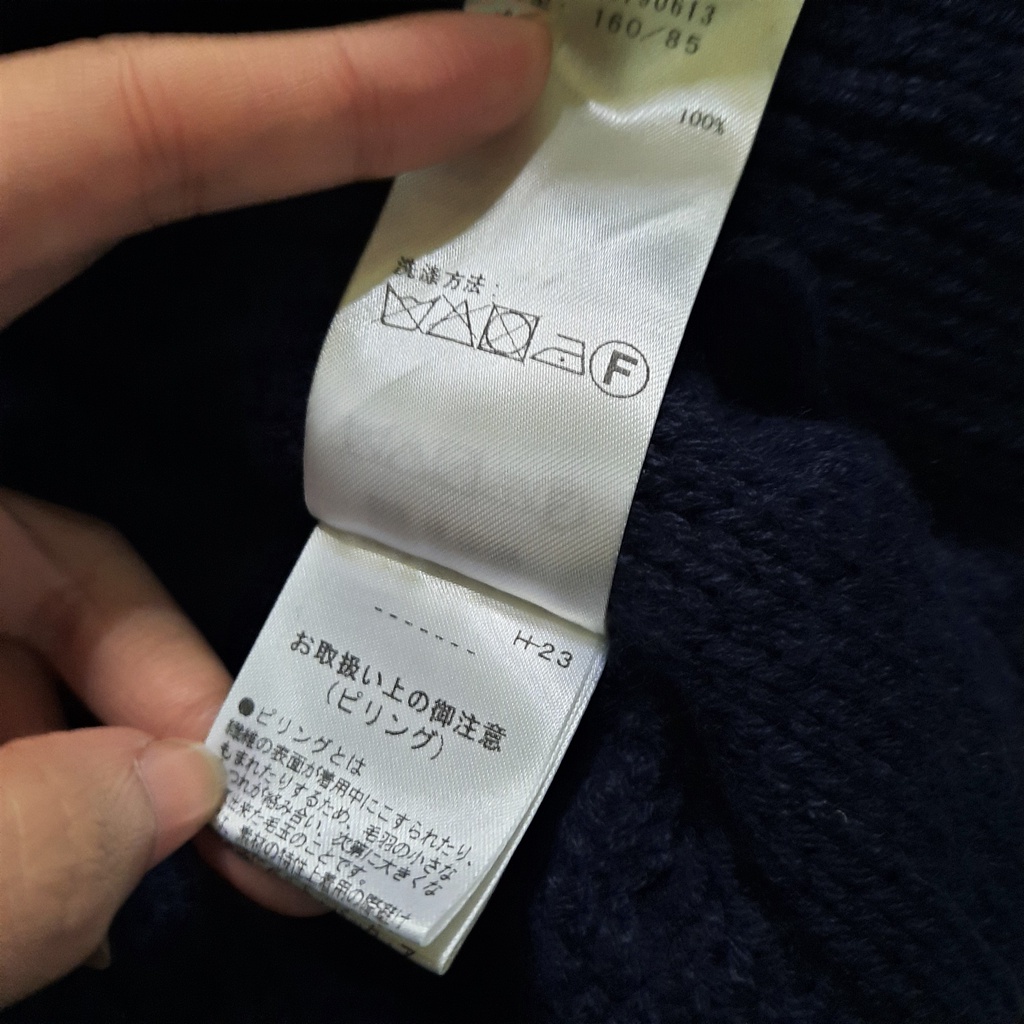 160/85
100%
洗涤方法:
F
------
H-23
お取扱い上の御注意
(ピリング)
●ピリングとは
繊維の表面が着用中にこすられたり、
もまれたりするため、毛羽の小さな
つれが絡み合い、次第に大きくな
出来た毛玉のことです。